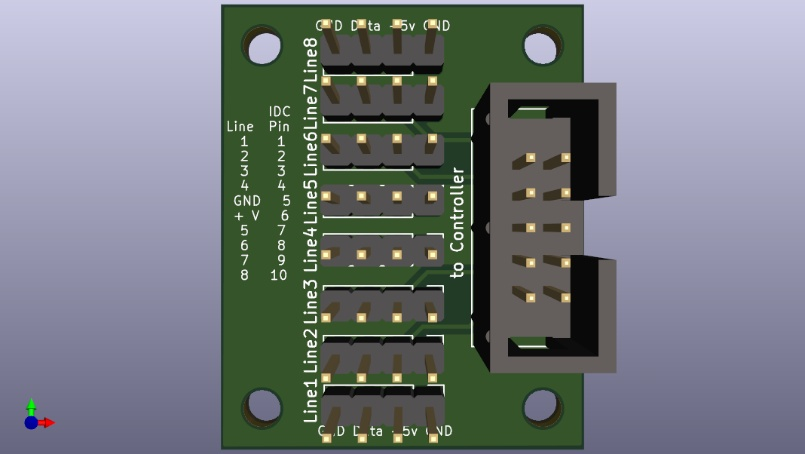 GND Data +5v GND
Line8
Line7
Line6
Line5
Line4
Line3
Line2
Line1
IDC
Line Pin
1 1
2 2
3 3
4 4
GND 5
+ V 6
5 7
6 8
7 9
8 10
to Controller
GND Data +5v GND